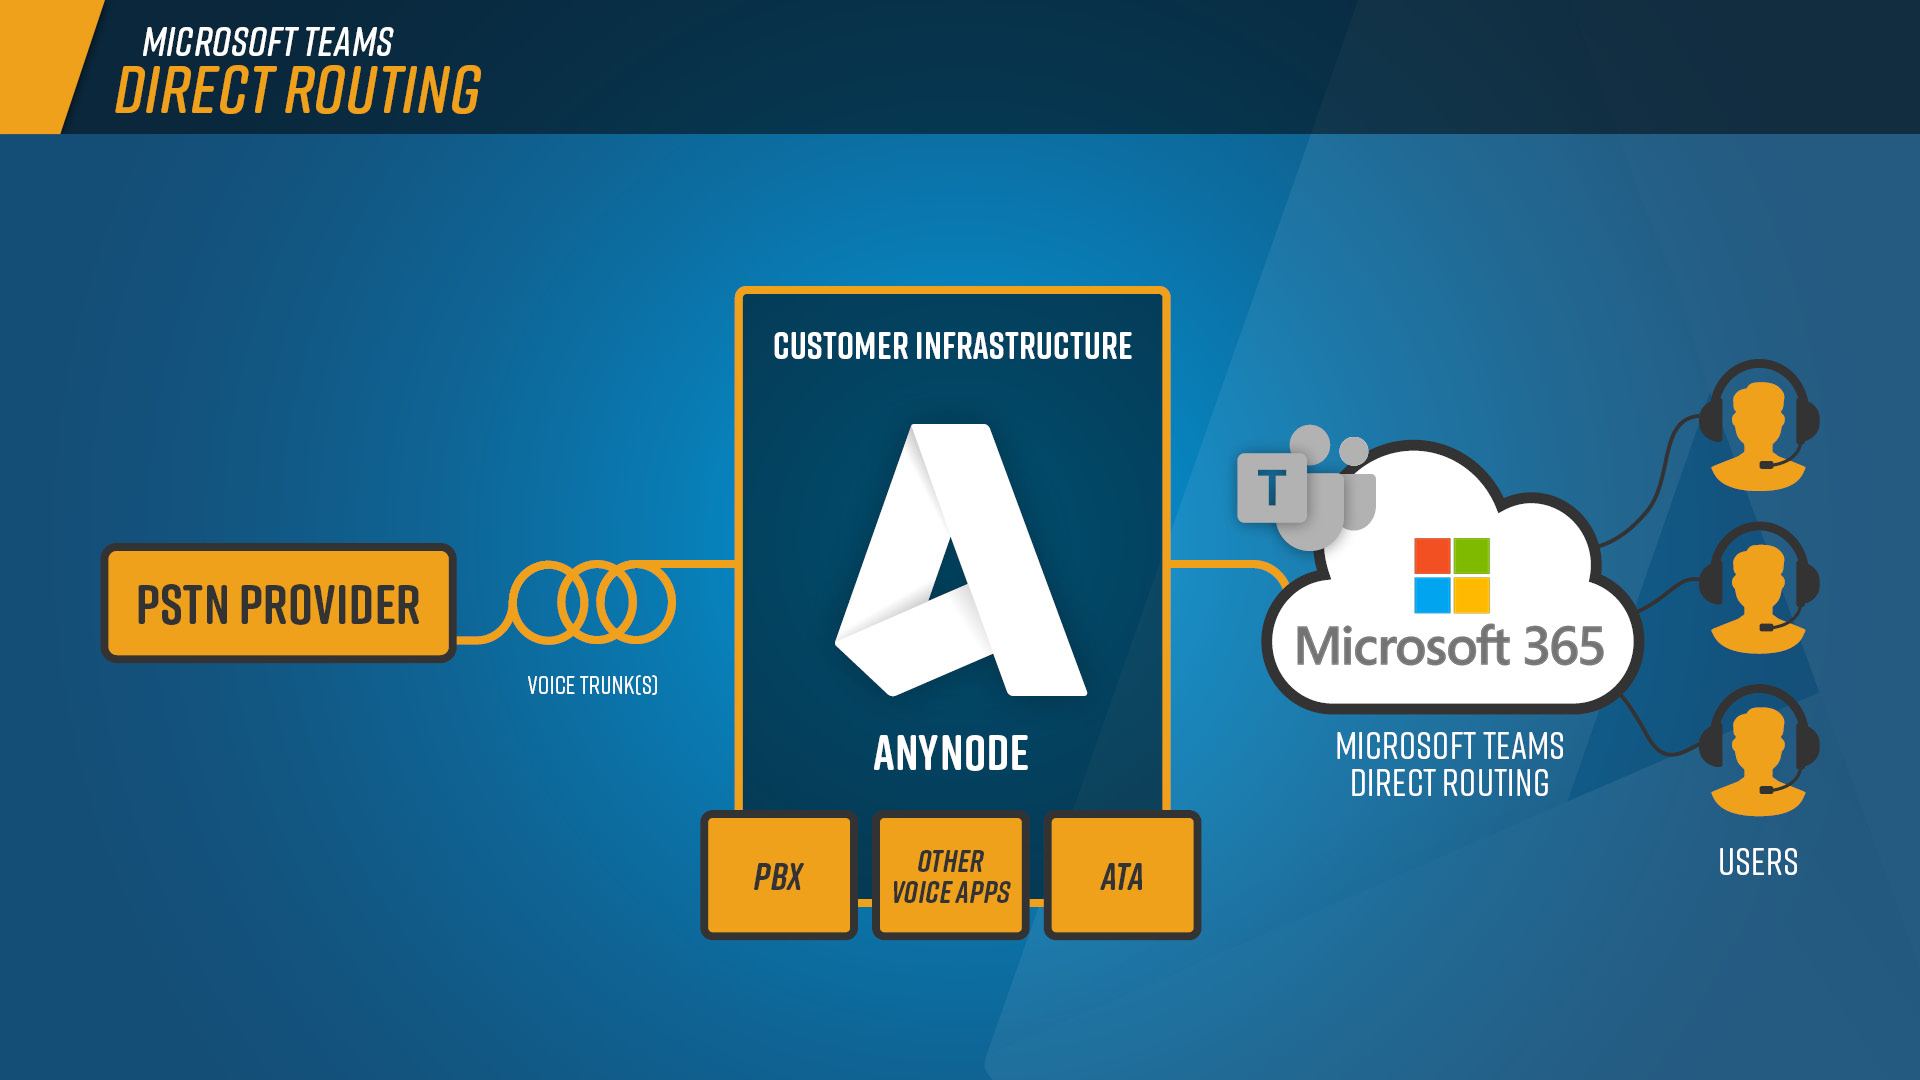 MICROSOFT TEAMS
DIRECT ROUTING
CUSTOMER INFRASTRUCTURE
T
PSTN PROVIDER
Microsoft 365
VOICE TRUNK(S)
ANYNODE
MICROSOFT TEAMS
DIRECT ROUTING
PBX
OTHER
VOICE APPS
ATA
USERS